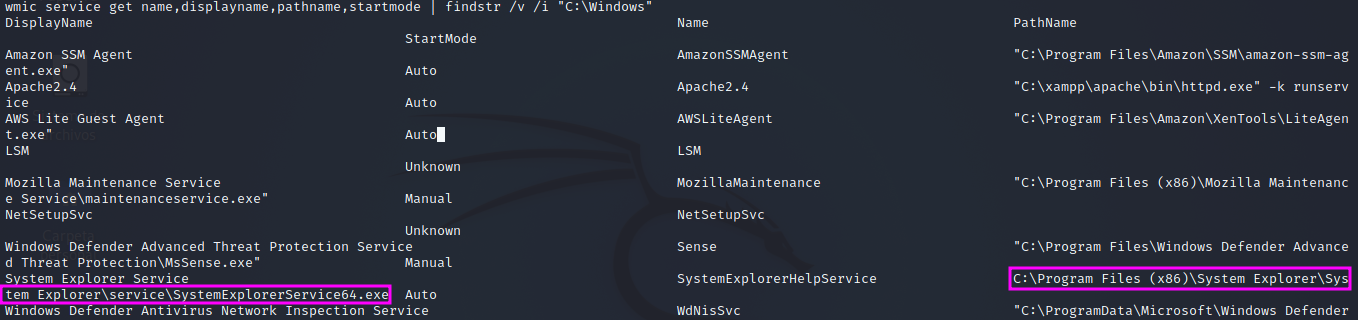 wmic service get name,displayname,pathname,startmode | findstr /v /i "C:\Windows"
DisplayName Name PathName
StartMode
Amazon SSM Agent AmazonSSMAgent "C:\Program Files\Amazon\SSM\amazon-ssm-ag
ent.exe" Auto
Apache2.4 Apache2.4 "C:\xampp\apache\bin\httpd.exe" -k runserv
ice Auto
AWS Lite Guest Agent AWSLiteAgent "C:\Program Files\Amazon\XenTools\LiteAgen
t.exe" Auto
LSM LSM
Unknown
Mozilla Maintenance Service MozillaMaintenance "C:\Program Files (x86)\Mozilla Maintenanc
e Service\maintenanceservice.exe" Manual
NetSetupSvc NetSetupSvc
Unknown
Windows Defender Advanced Threat Protection Service Sense "C:\Program Files\Windows Defender Advance
d Threat Protection\MsSense.exe" Manual
System Explorer Service SystemExplorerHelpService C:\Program Files (x86)\System Explorer\Sys
tem Explorer\service\SystemExplorerService64.exe Auto
Windows Defender Antivirus Network Inspection Service WdNisSvc "C:\ProgramData\Microsoft\Windows Defender